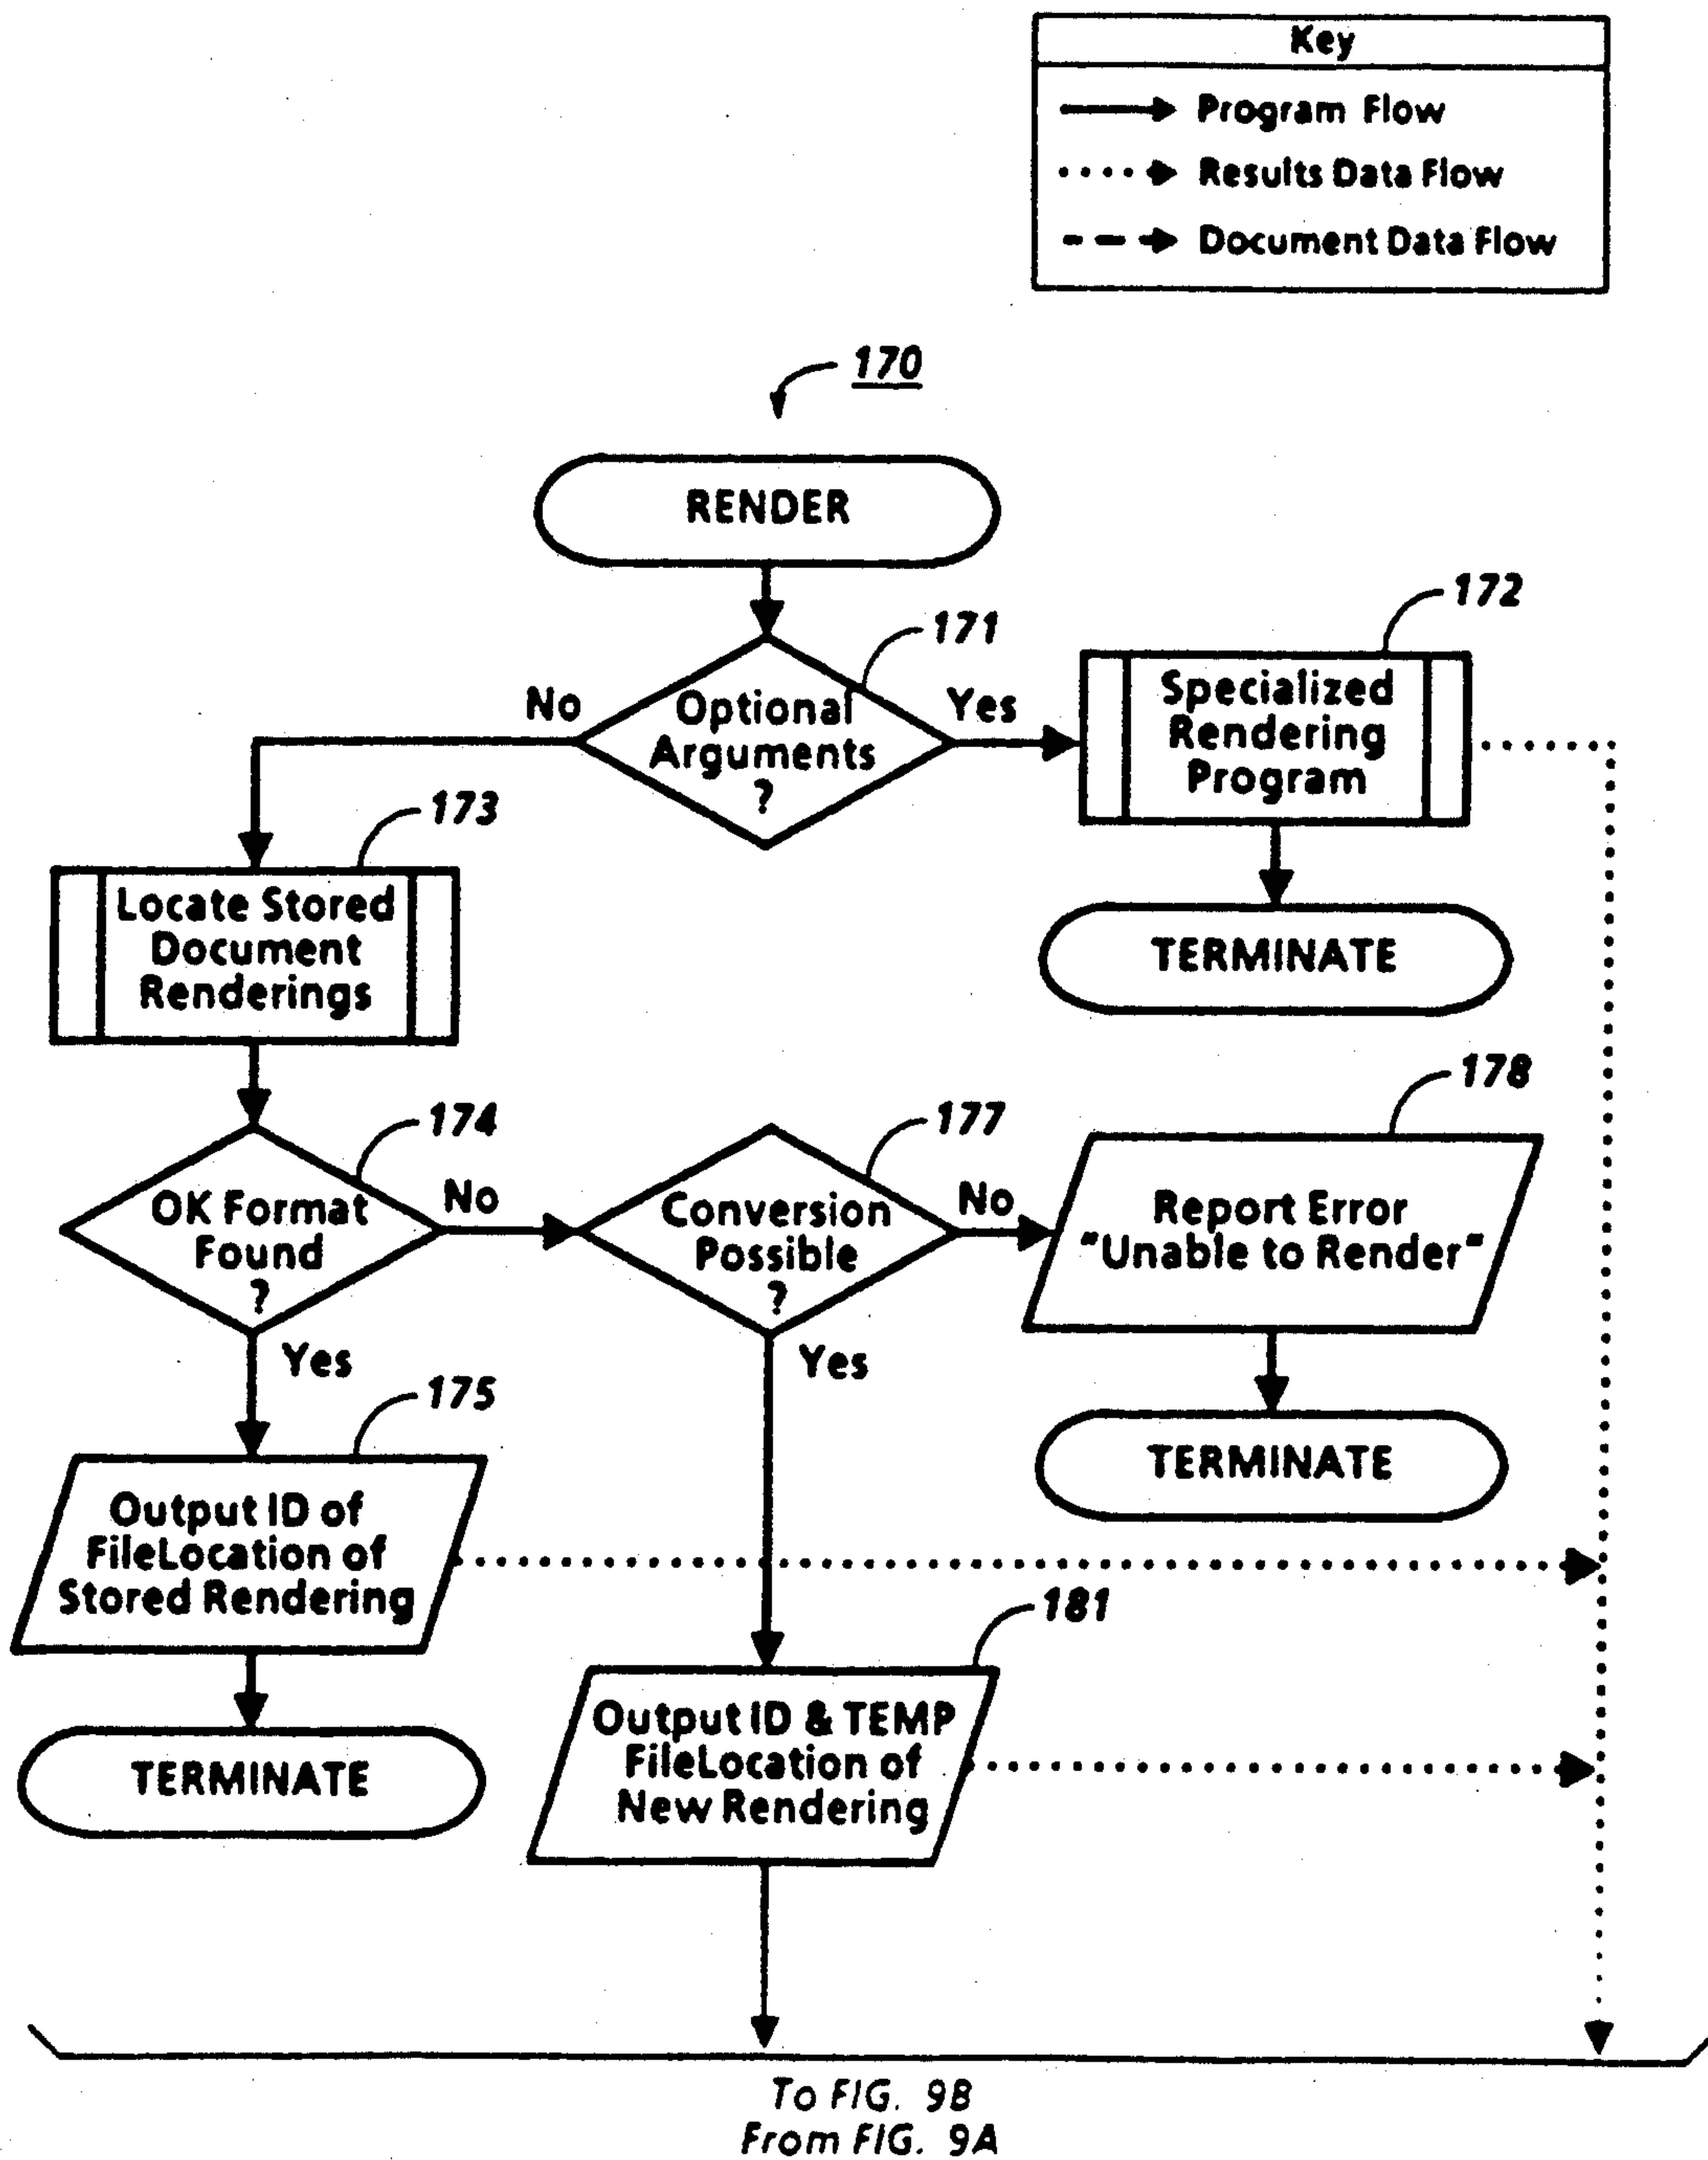 Key
Program Flow
Results Data Flow
Document Data Flow
170
RENDER
171
172
No
Optional
Arguments
?
Yes
Specialized
Rendering
Program
173
Locate Stored
Document
Renderings
TERMINATE
174
177
178
OK Format
Found
?
No
Conversion
Possible
?
No
Report Error
"Unable to Render"
Yes
Yes
175
TERMINATE
Output ID of
FileLocation of
Stored Rendering
181
Output ID & TEMP
FileLocation of
New Rendering
TERMINATE
To FIG. 9B
From FIG. 9A